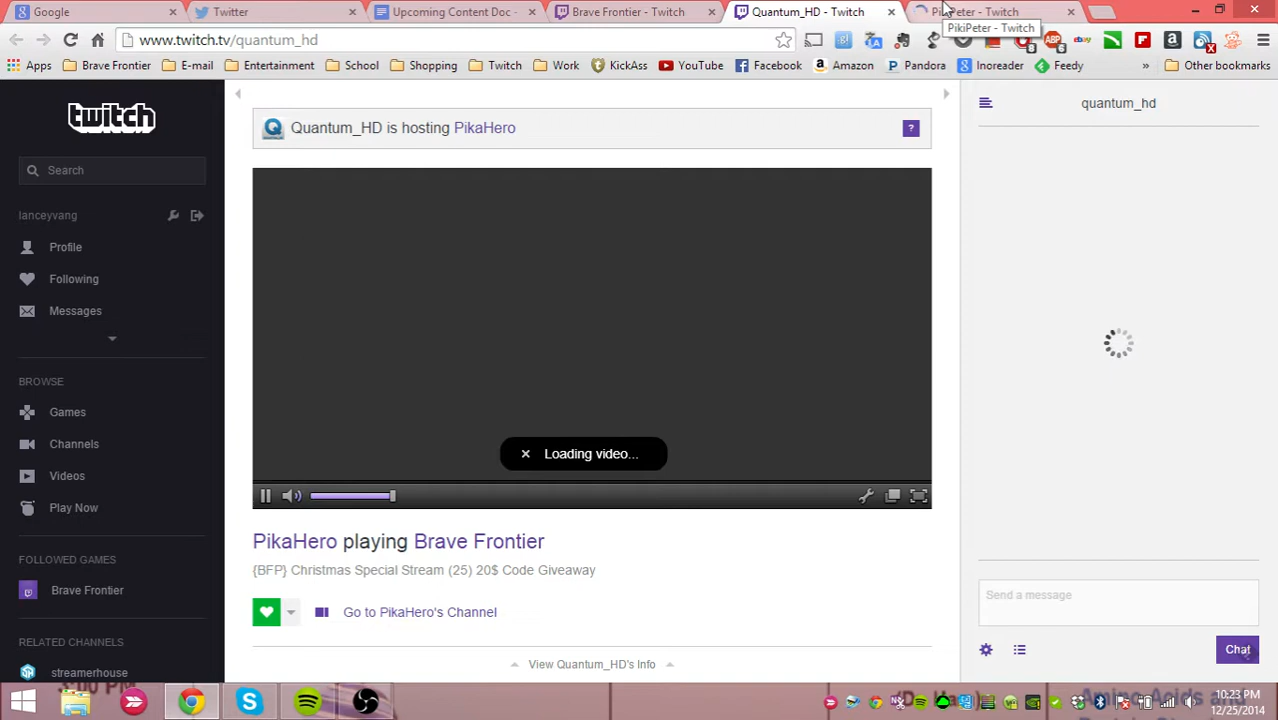 Google
Twitter
Upcoming Content Doc -
Brave Frontier - Twitch
Quantum_HD - Twitch
PikiPeter - Twitch
PikiPeter - Twitch
www.twitch.tv/quantum_hd
Apps
Brave Frontier
E-mail
Entertainment
School
Shopping
Twitch
Work
KickAss
YouTube
Facebook
Amazon
Pandora
Inoreader
Feedy
»
Other bookmarks
twitch
Search
lanceyvang
Profile
Following
Messages
BROWSE
Games
Channels
Videos
Play Now
FOLLOWED GAMES
Brave Frontier
RELATED CHANNELS
streamerhouse
Quantum_HD is hosting PikaHero
?
Loading video...
PikaHero playing Brave Frontier
{BFP} Christmas Special Stream (25) 20$ Code Giveaway
Go to PikaHero's Channel
View Quantum_HD's Info
quantum_hd
Send a message
Chat
10:23 PM
12/25/2014